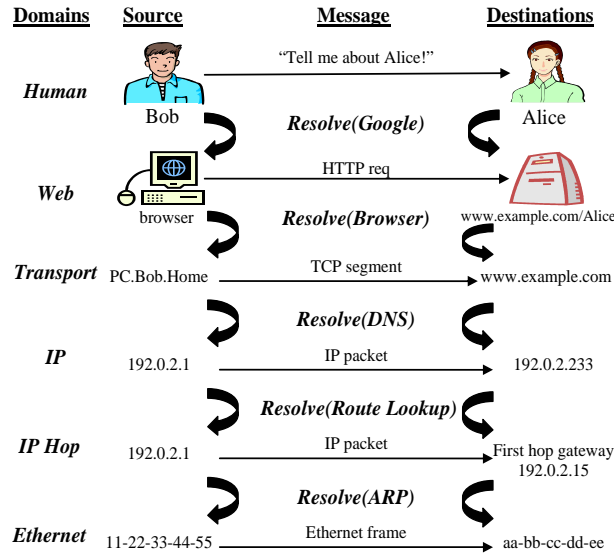 Domains Source Message Destinations
“Tell me about Alice!”
Human
Bob Resolve(Google) Alice
HTTP req
Web
browser Resolve(Browser) www.example.com/Alice
Transport PC.Bob.Home TCP segment www.example.com
Resolve(DNS)
IP 192.0.2.1 IP packet 192.0.2.233
Resolve(Route Lookup)
IP Hop 192.0.2.1 IP packet First hop gateway
192.0.2.15
Resolve(ARP)
Ethernet 11-22-33-44-55 Ethernet frame aa-bb-cc-dd-ee